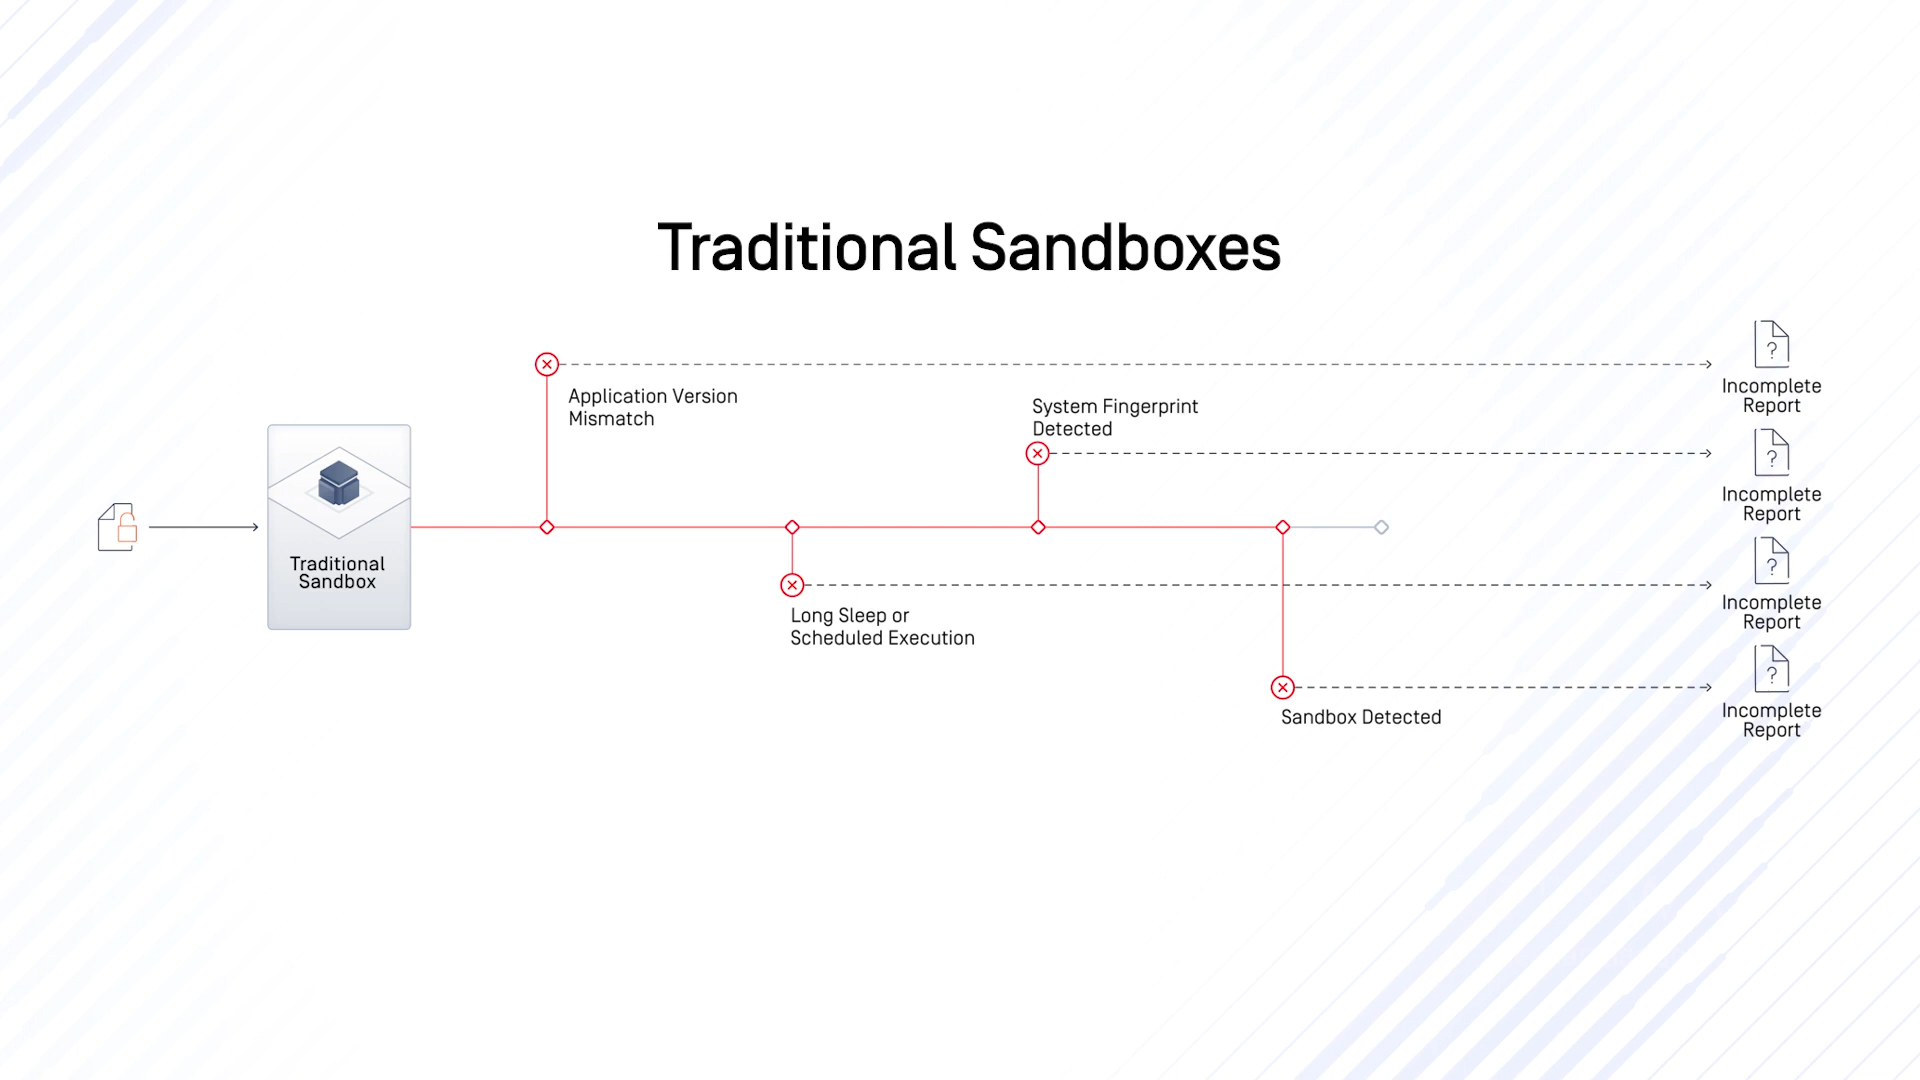 Traditional Sandboxes
Application Version
Mismatch
System Fingerprint
Detected
Traditional
Sandbox
Long Sleep or
Scheduled Execution
Sandbox Detected
?
Incomplete
Report
?
Incomplete
Report
?
Incomplete
Report
?
Incomplete
Report